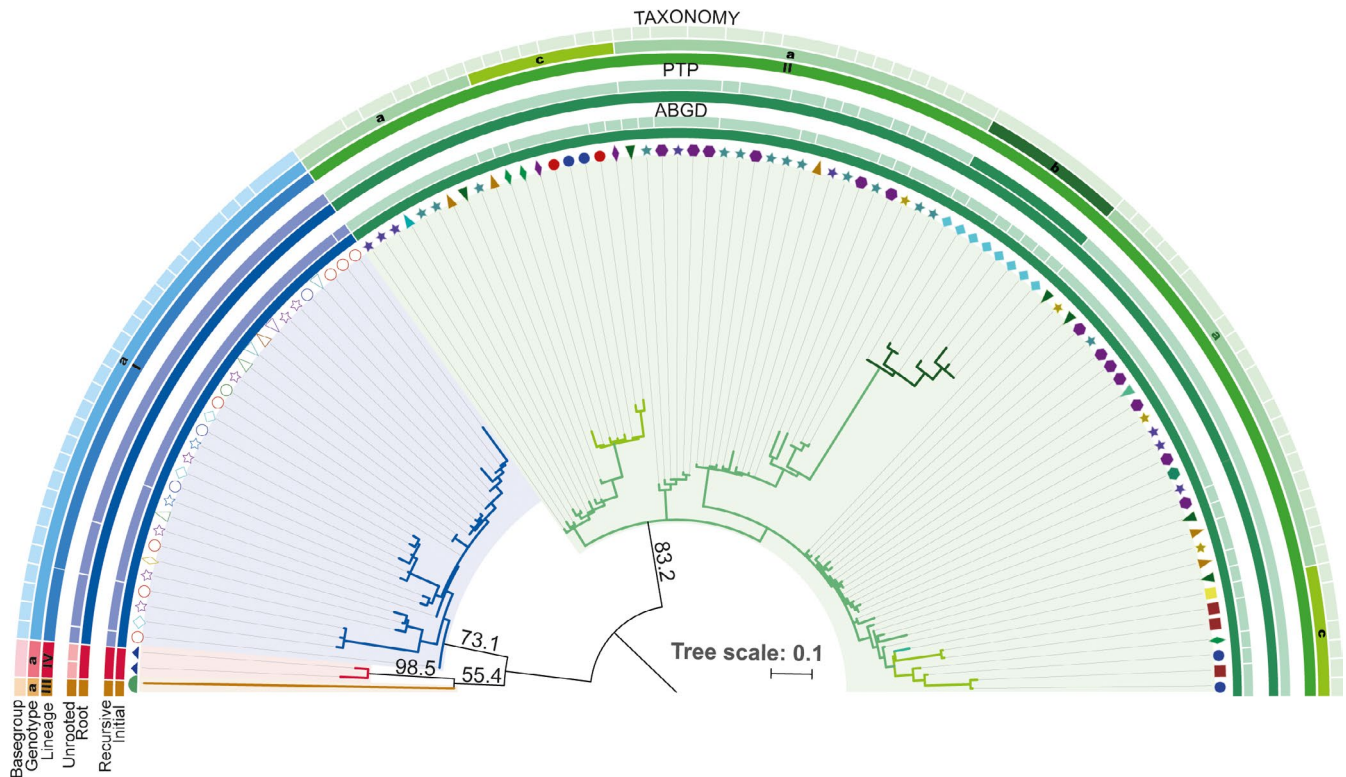 TAXONOMY
c
a
II
PTP
a
ABGD
b
a
I
a
83.2
73.1
Tree scale: 0.1
98.5
55.4
c
a
IV
a
III
Basegroup
Genotype
Lineage
Unrooted
Root
Recursive
Initial